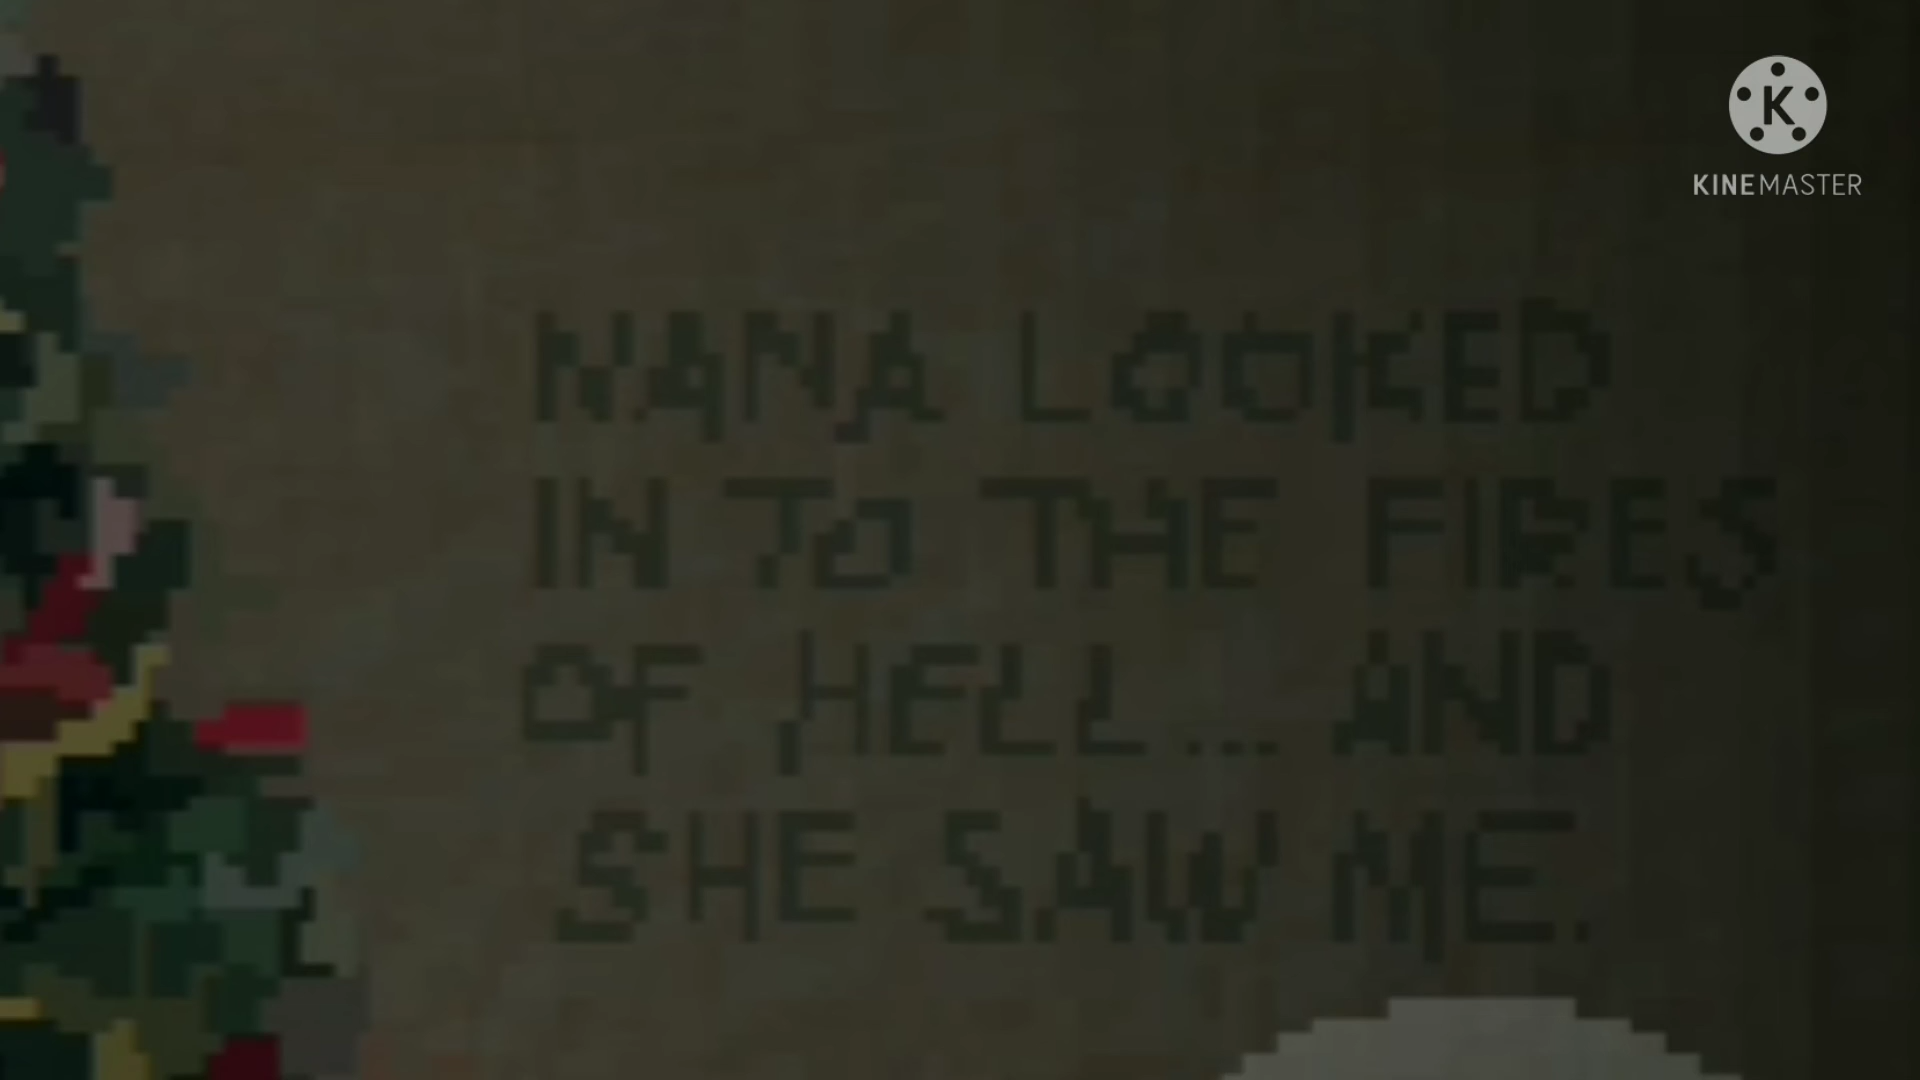 K
KINEMASTER
NANA LOOKED
IN TO THE FIRES
OF HELL... AND
SHE SAW ME.